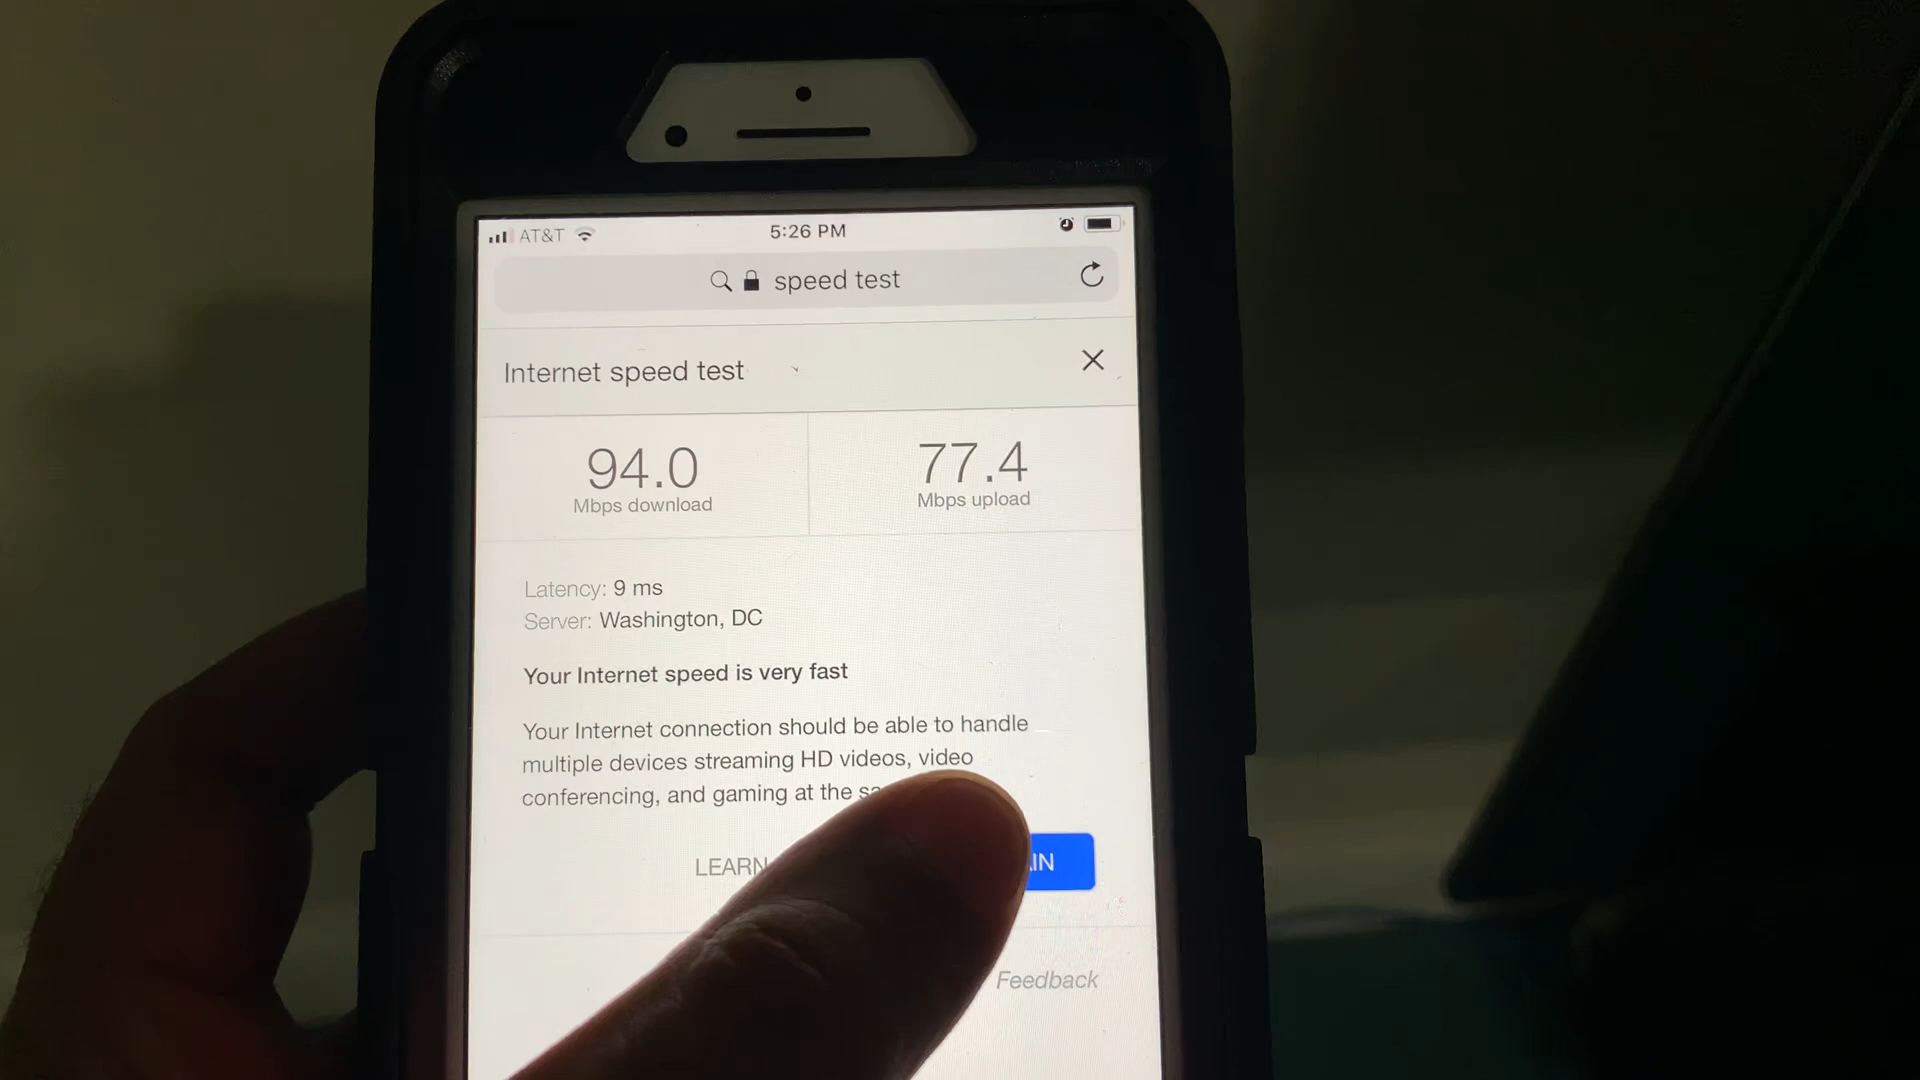 AT&T 5:26 PM
speed test
Internet speed test
94.0 77.4
Mbps download Mbps upload
Latency: 9 ms
Server: Washington, DC
Your Internet speed is very fast
Your Internet connection should be able to handle
multiple devices streaming HD videos, video
conferencing, and gaming at the
LEARN
Feedback